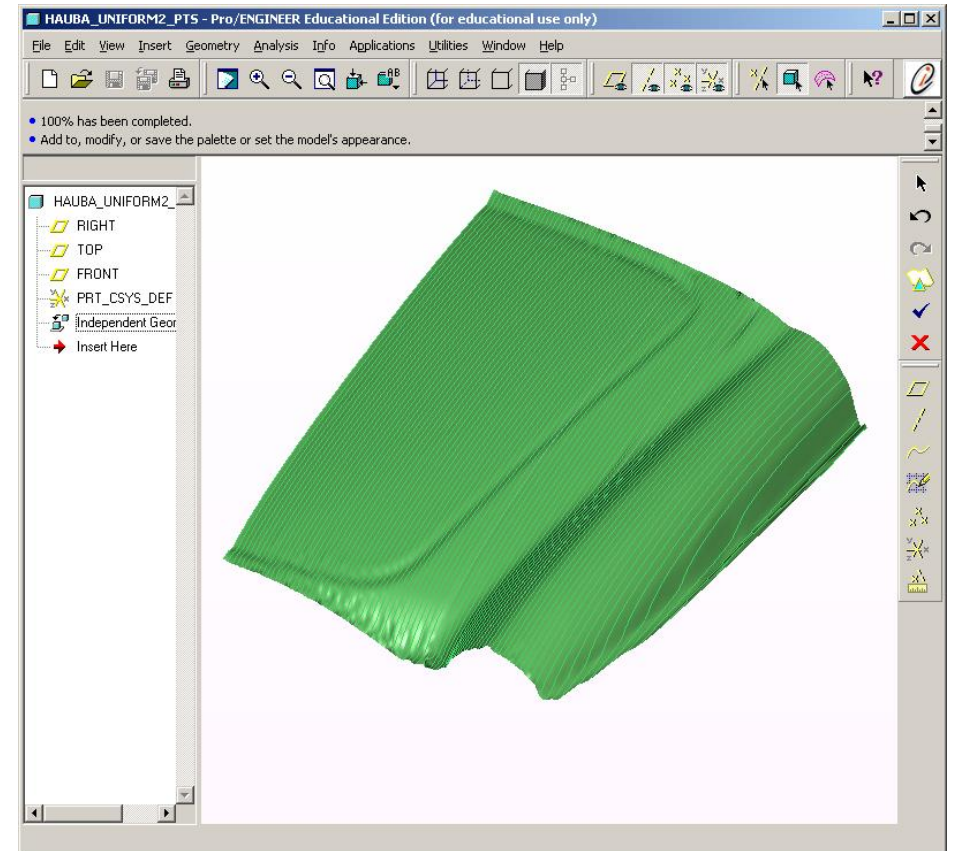 HAUBA_UNIFORM2_PTS - Pro/ENGINEER Educational Edition (for educational use only)
File Edit View Insert Geometry Analysis Info Applications Utilities Window Help
• 100% has been completed.
• Add to, modify, or save the palette or set the model's appearance.
HAUBA_UNIFORM2_
RIGHT
TOP
FRONT
PRT_CSYS_DEF
Independent Geor
Insert Here